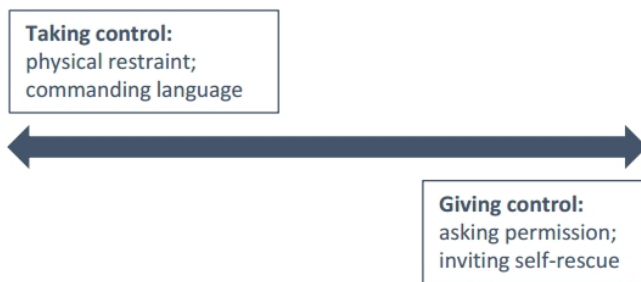 Taking control:
physical restraint;
commanding language
Giving control:
asking permission;
inviting self-rescue